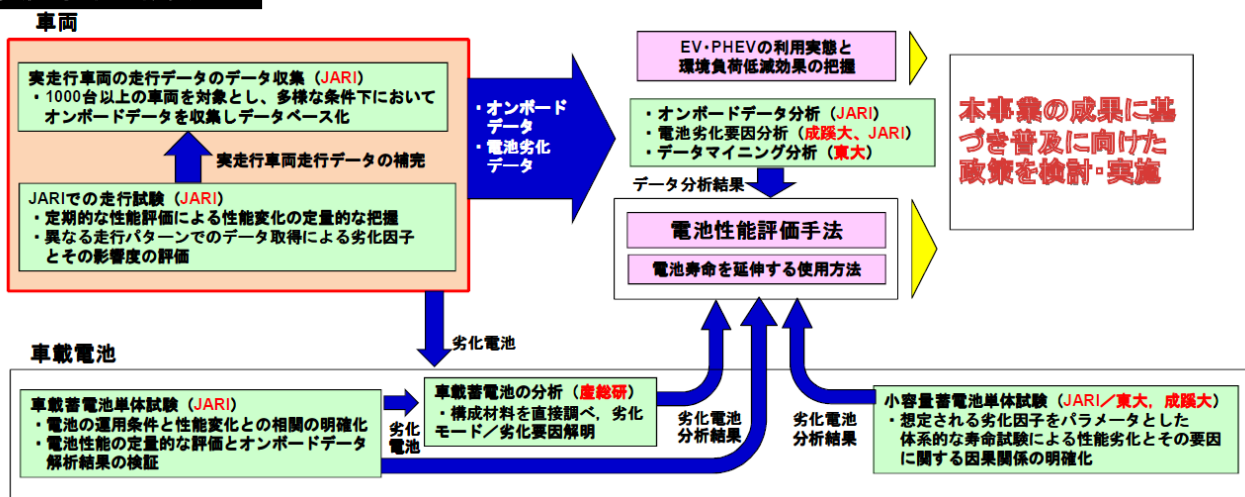 車両
実走行車両の走行データのデータ収集（JARI）
・1000台以上の車両を対象とし、多様な条件下において
オンボードデータを収集しデータベース化
実走行車両走行データの補完
JARIでの走行試験（JARI）
・定期的な性能評価による性能変化の定量的な把握
・異なる走行パターンでのデータ取得による劣化因子
とその影響度の評価
・オンボード
データ
・電池劣化
データ
EV・PHEVの利用実態と
環境負荷低減効果の把握
・オンボードデータ分析（JARI）
・電池劣化要因分析（成蹊大、JARI）
・データマイニング分析（東大）
データ分析結果
電池性能評価手法
電池寿命を延伸する使用方法
本事業の成果に基
づき普及に向けた
政策を検討・実施
劣化電池
車載電池
車載蓄電池単体試験（JARI）
・電池の運用条件と性能変化との相関の明確化
・電池性能の定量的な評価とオンボードデータ
解析結果の検証
劣化
電池
車載蓄電池の分析（産総研）
・構成材料を直接調べ，劣化
モード／劣化要因解明
劣化電池
分析結果
劣化電池
分析結果
小容量蓄電池単体試験（JARI／東大，成蹊大）
・想定される劣化因子をパラメータとした
体系的な寿命試験による性能劣化とその要因
に関する因果関係の明確化